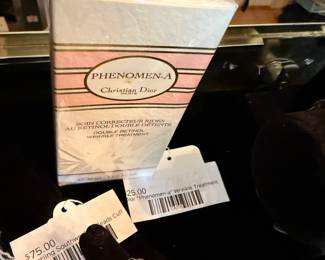 PHENOMEN-A
Christian Dior
PARIS
SOIN CORRECTEUR RIDES
AU RETINOL DOUBLE DÉTENTE
DOUBLE RETINOL
WRINKLE TREATMENT
25.00
"Phenomen-a" Wrinkle Treatment
$75.00
Cuff